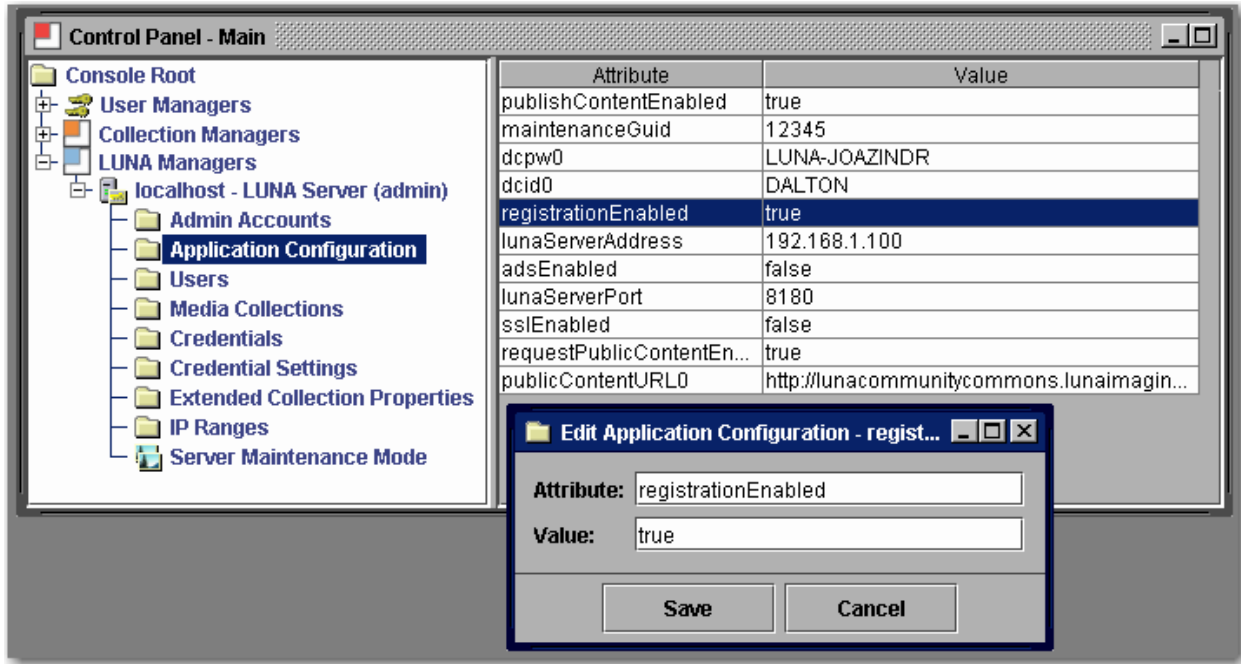 Control Panel - Main
Console Root
User Managers
Collection Managers
LUNA Managers
localhost - LUNA Server (admin)
Admin Accounts
Application Configuration
Users
Media Collections
Credentials
Credential Settings
Extended Collection Properties
IP Ranges
Server Maintenance Mode
Attribute Value
publishContentEnabled true
maintenanceGuid 12345
dcpw0 LUNA-JOAZINDR
dcid0 DALTON
registrationEnabled true
lunaServerAddress 192.168.1.100
adsEnabled false
lunaServerPort 8180
sslEnabled false
requestPublicContentEn... true
publicContentURL0 http://lunacommunitycommons.lunaimagin...
Edit Application Configuration - regist...
Attribute: registrationEnabled
Value: true
Save Cancel